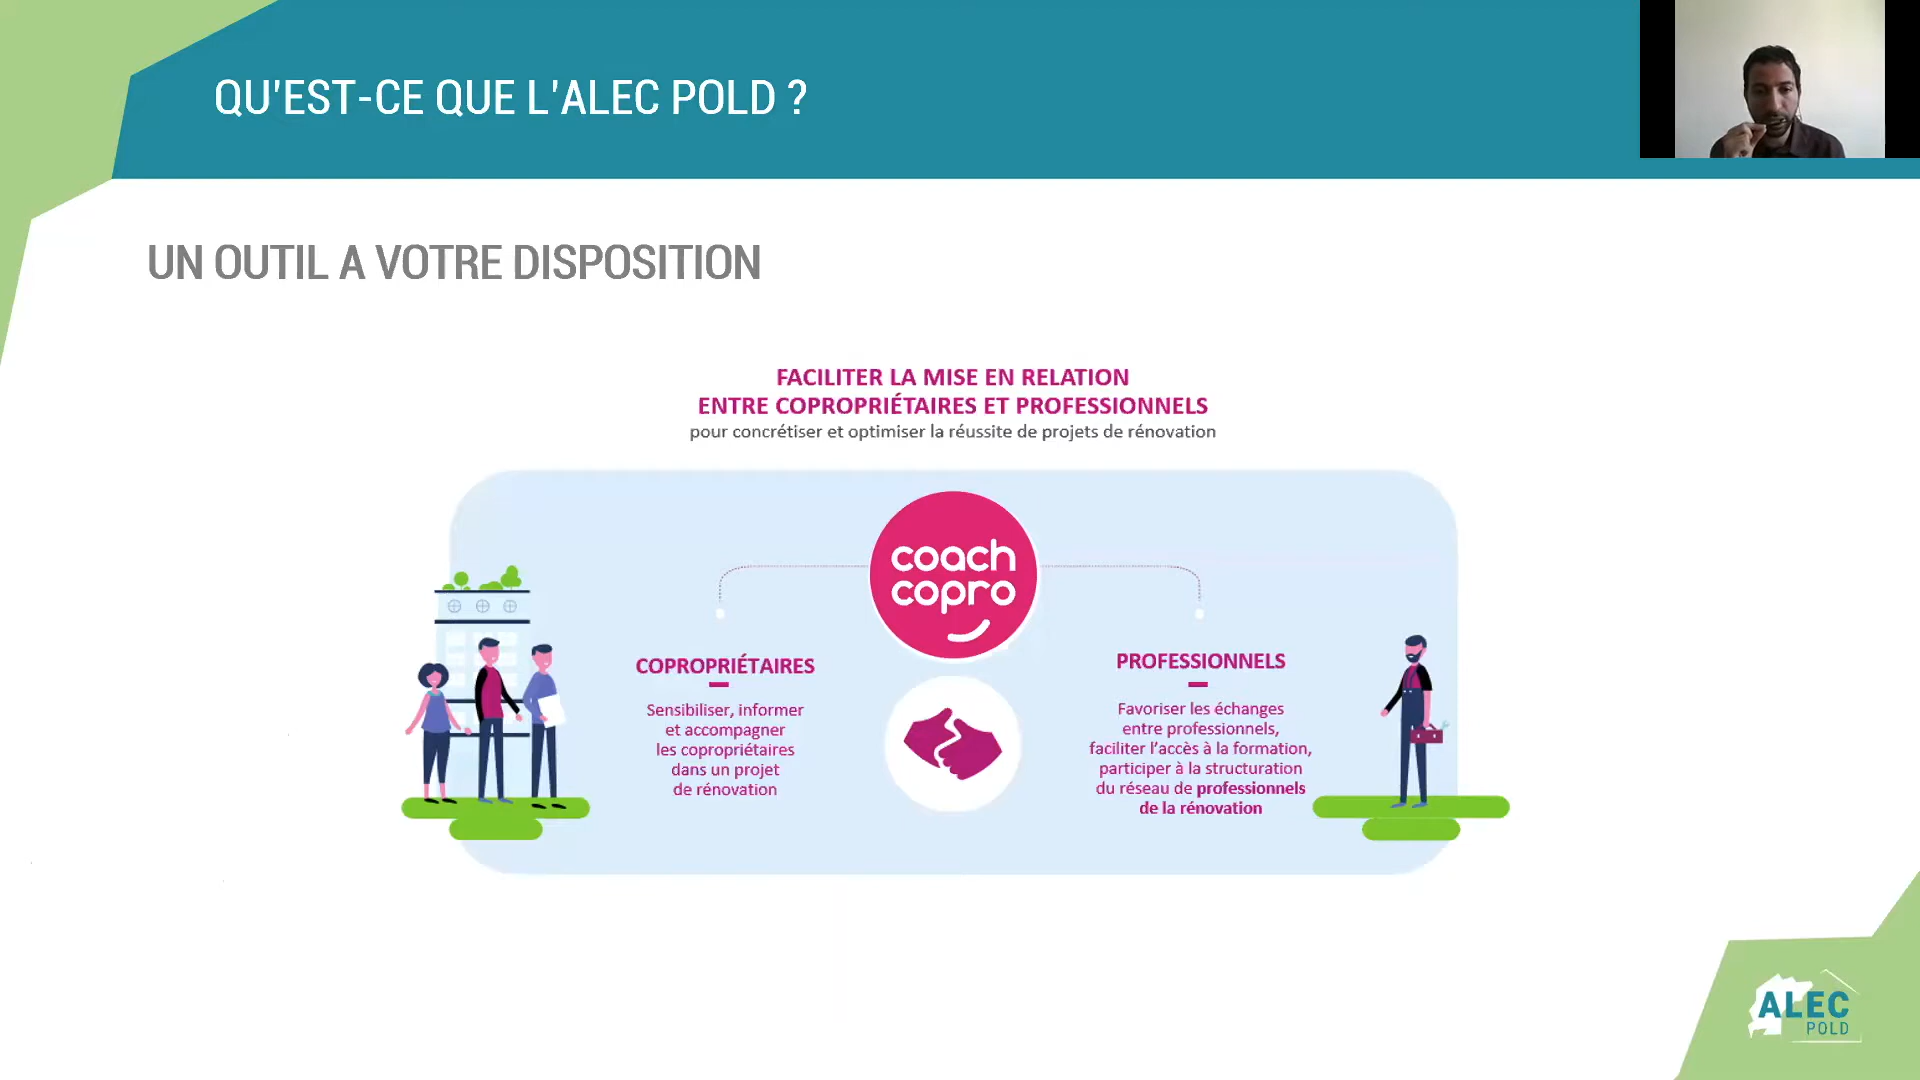 QU'EST-CE QUE L'ALEC POLD ?
UN OUTIL A VOTRE DISPOSITION
FACILITER LA MISE EN RELATION
ENTRE COPROPRIÉTAIRES ET PROFESSIONNELS
pour concrétiser et optimiser la réussite de projets de rénovation
coach
copro
COPROPRIÉTAIRES
Sensibiliser, informer
et accompagner
les copropriétaires
dans un projet
de rénovation
PROFESSIONNELS
Favoriser les échanges
entre professionnels,
faciliter l'accès à la formation,
participer à la structuration
du réseau de professionnels
de la rénovation
ALEC
POLD